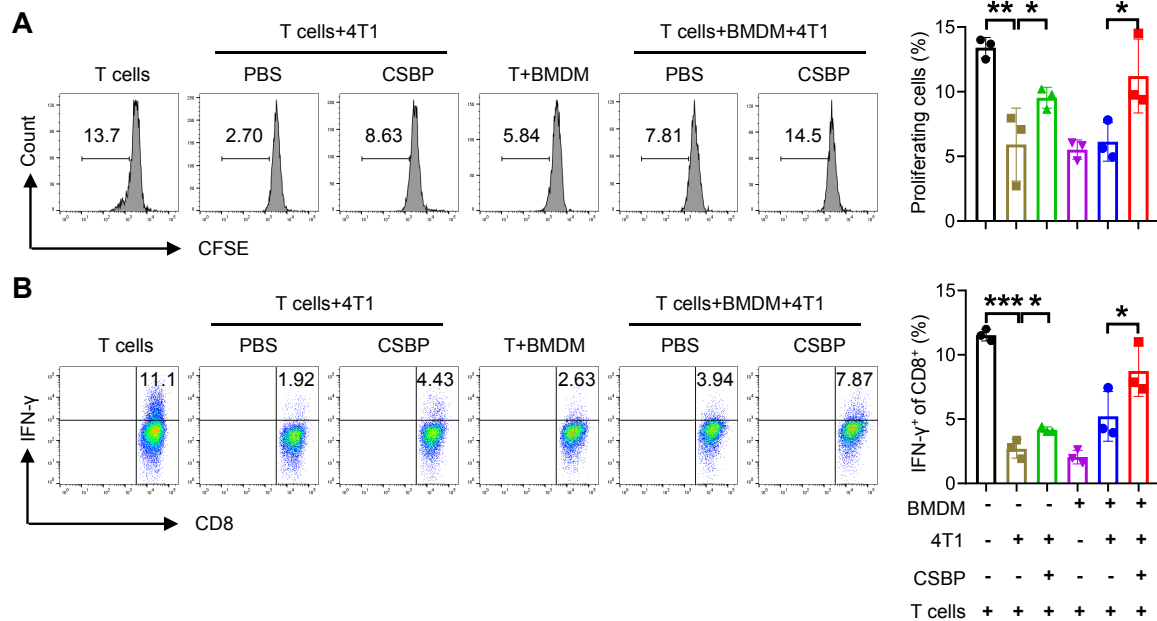 A
T cells+4T1
T cells+BMDM+4T1
T cells
PBS
CSBP
T+BMDM
PBS
CSBP
13.7
2.70
8.63
5.84
7.81
14.5
Count
CFSE
** * *
Proliferating cells (%)
15
10
5
0
B
T cells+4T1
T cells+BMDM+4T1
T cells
PBS
CSBP
T+BMDM
PBS
CSBP
11.1
1.92
4.43
2.63
3.94
7.87
IFN-γ
CD8
*** * *
IFN-γ⁺ of CD8⁺ (%)
15
10
5
0
BMDM - - - + + +
4T1 - + + - + +
CSBP - - + - - +
T cells + + + + + +